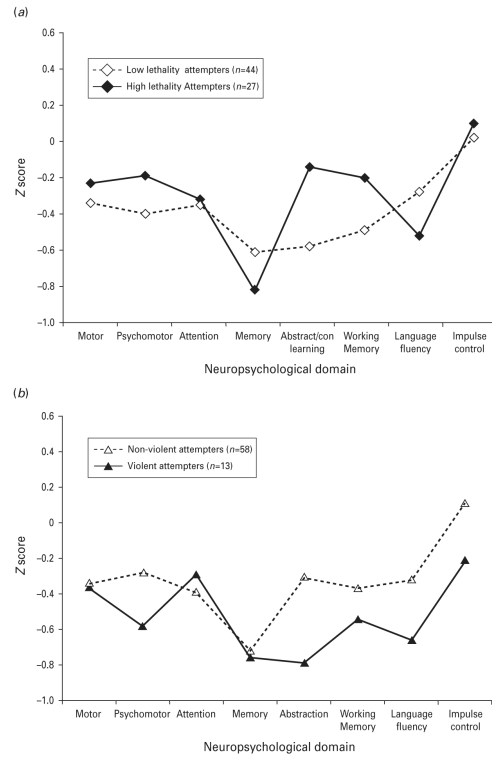 (a)
0.6
0.4
0.2
0
−0.2
−0.4
−0.6
−0.8
−1.0
Z score
Low lethality attempters (n=44)
High lethality Attempters (n=27)
Motor
Psychomotor
Attention
Memory
Abstract/con
learning
Working
Memory
Language
fluency
Impulse
control
Neuropsychological domain
(b)
0.6
0.4
0.2
0
−0.2
−0.4
−0.6
−0.8
−1.0
Z score
Non-violent attempters (n=58)
Violent attempters (n=13)
Motor
Psychomotor
Attention
Memory
Abstraction
Working
Memory
Language
fluency
Impulse
control
Neuropsychological domain